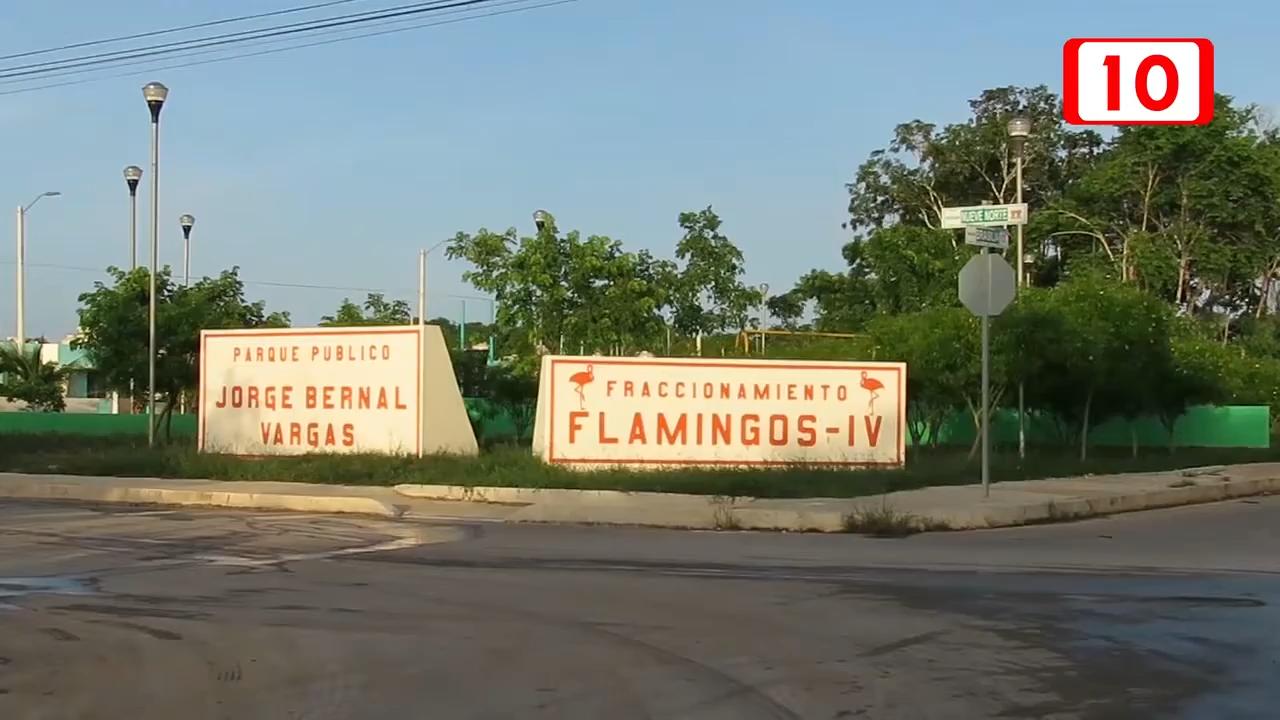 10
NUEVE NORTE
PARQUE PUBLICO
JORGE BERNAL
VARGAS
FRACCIONAMIENTO
FLAMINGOS-IV